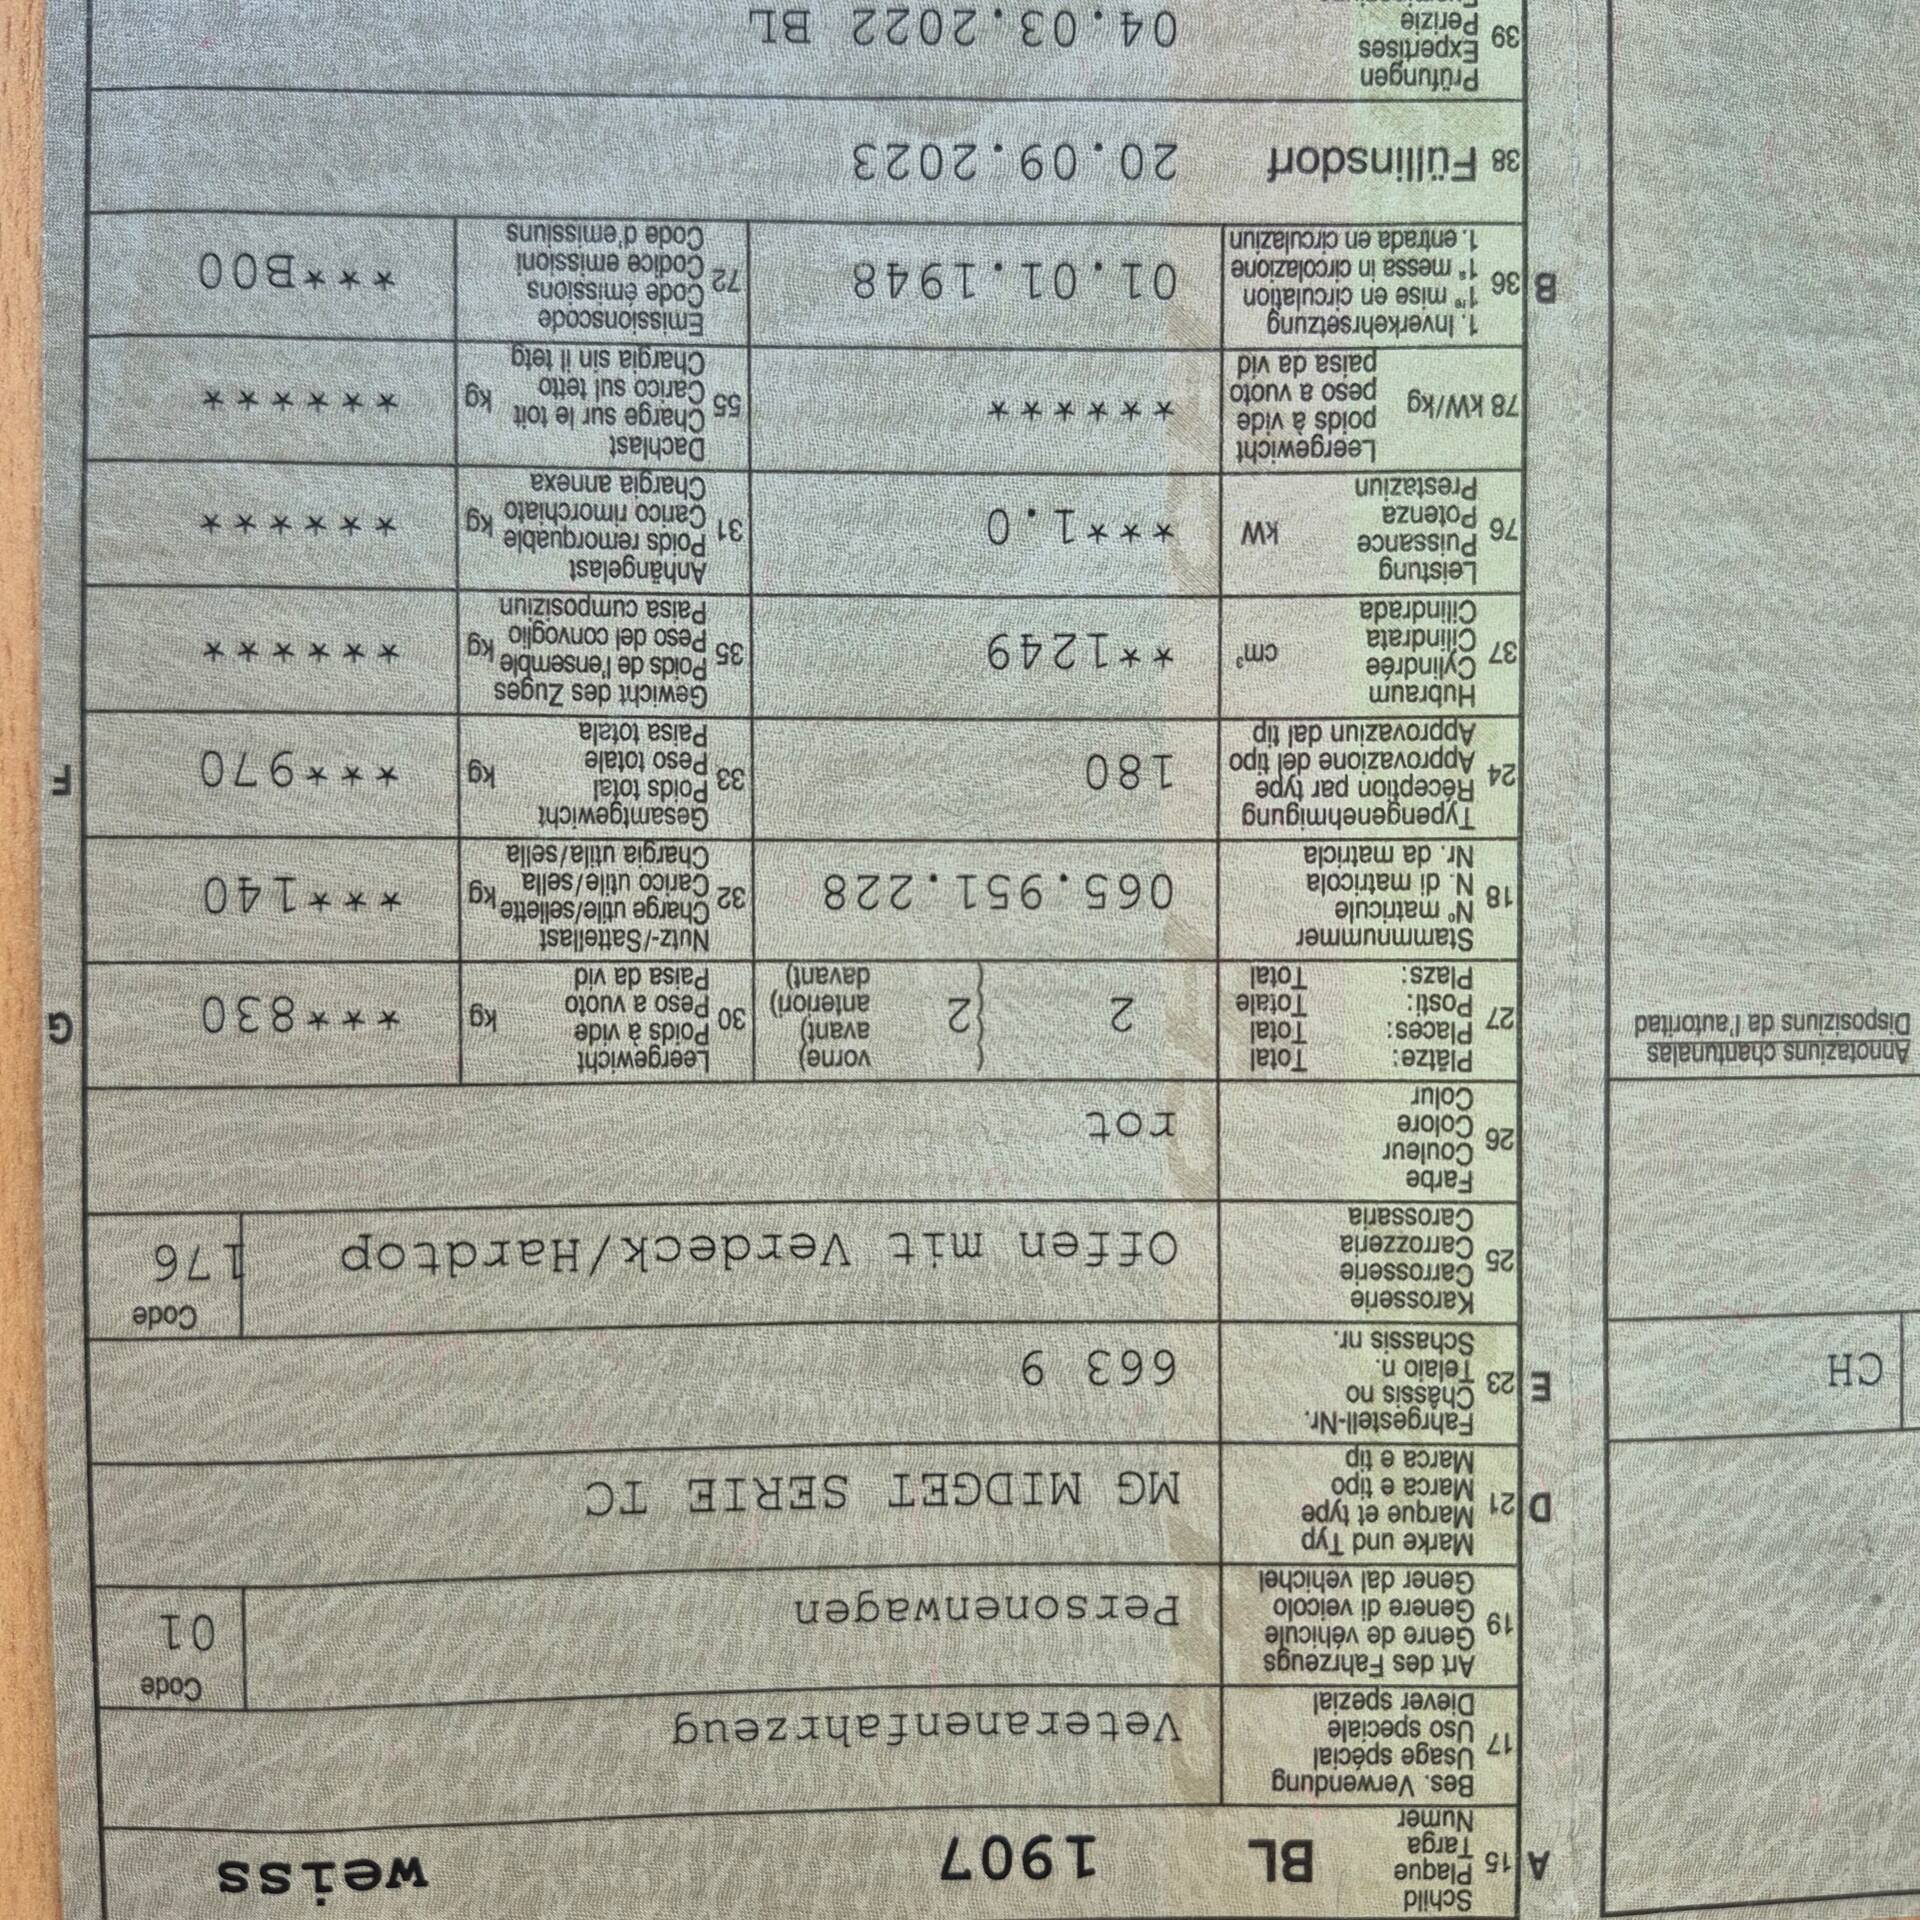 Schild
A 15 Plaque BL 1907 weiss
Targa
Numer
Bes. Verwendung
17 Usage spécial Veteranenfahrzeug
Uso speciale
Diever spezial
Art des Fahrzeugs Code
19 Genre de véhicule Personenwagen 01
Genere di veicolo
Gener dal vehichel
Marke und Typ
D 21 Marque et type MG MIDGET SERIE TC
Marca e tipo
Marca e tip
Fahrgestell-Nr.
E 23 Châssis no 663 9
Telaio n.
Schassis nr.
Karosserie Code
25 Carrosserie Offen mit Verdeck/Hardtop 176
Carrozzeria
Carossaria
Farbe
26 Couleur rot
Colore
Colur
Plätze: Total vorne) Leergewicht
27 Places: Total 2 (2 avant) 30 Poids à vide kg ***830 G
Posti: Totale anteriori) Peso a vuoto
Plazs: Total davant) Paisa da vid
Stammnummer Nutz-/Sattellast
18 N° matricule 065.951.228 32 Charge utile/sellette kg ***140
N. di matricola Carico utile/sella
Nr. da matricla Chargia utila/sella
Typengenehmigung Gesamtgewicht
24 Réception par type 180 33 Poids total kg ***970 F
Approvazione del tipo Peso totale
Approvaziun dal tip Paisa totala
Hubraum Gewicht des Zuges
37 Cylindrée cm³ **1249 35 Poids de l'ensemble kg ******
Cilindrata Peso del convoglio
Cilindrada Paisa cumposiziun
Leistung Anhängelast
76 Puissance kW ***1.0 31 Poids remorquable kg ******
Potenza Carico rimorchiato
Prestaziun Chargia annexa
Leergewicht Dachlast
78 kW/kg poids à vide ****** 55 Charge sur le toit kg ******
peso a vuoto Carico sul tetto
paisa da vid Chargia sin il tetg
1. Inverkehrsetzung Emissionscode
B 36 1re mise en circulation 01.01.1948 72 Code émissions ***B00
1a messa in circolazione Codice emissioni
1. entrada en circulaziun Code d'emissiuns
38 Füllinsdorf 20.09.2023
Prüfungen
39 Expertises 04.03.2022 BL
Perizie
CH
Annotaziuns chantunalas
Disposiziuns da l'autoritad